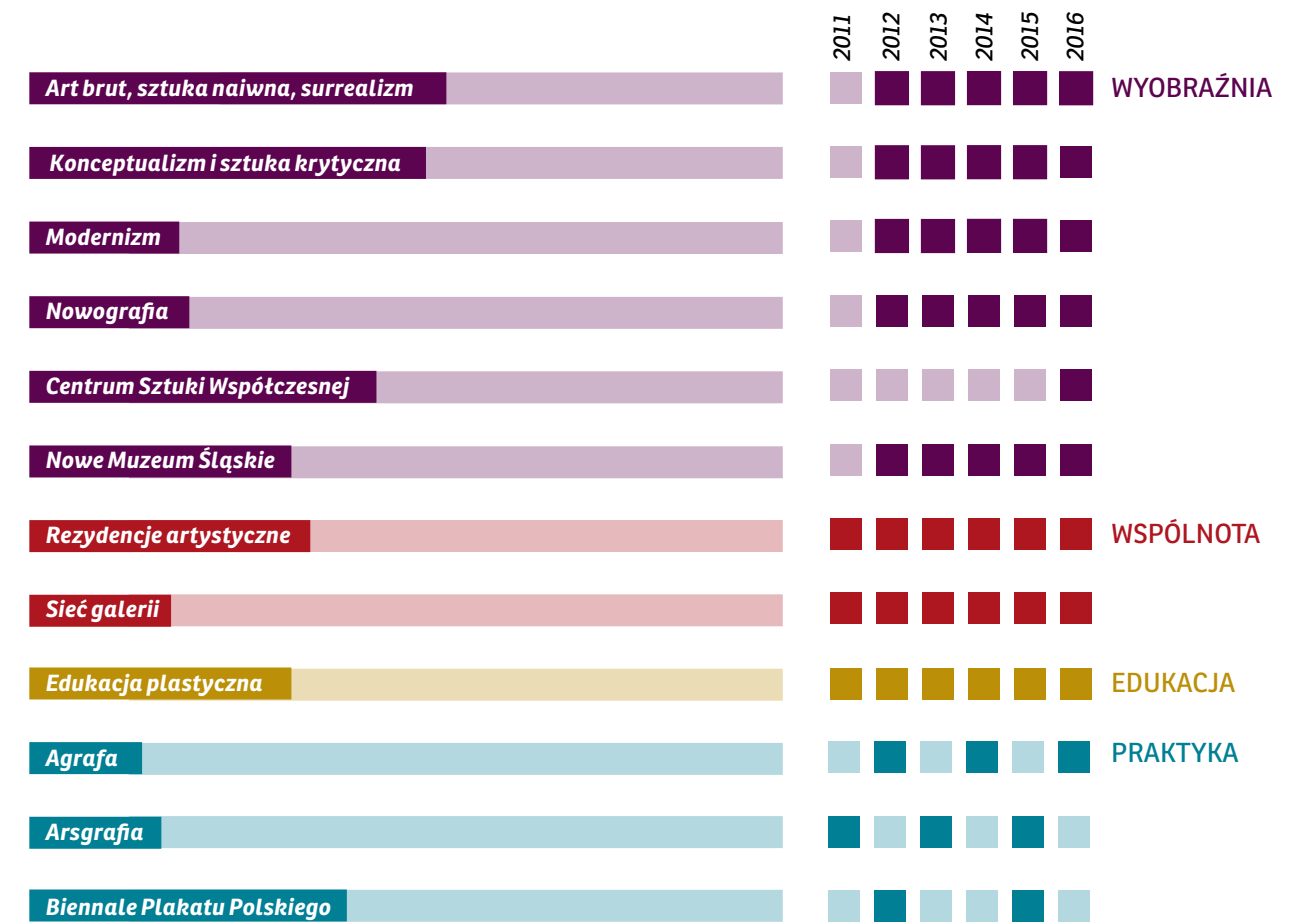 2011 2012 2013 2014 2015 2016
Art brut, sztuka naiwna, surrealizm WYOBRAŹNIA
Konceptualizm i sztuka krytyczna
Modernizm
Nowografia
Centrum Sztuki Współczesnej
Nowe Muzeum Śląskie
Rezydencje artystyczne WSPÓLNOTA
Sieć galerii
Edukacja plastyczna EDUKACJA
Agrafa PRAKTYKA
Arsgrafia
Biennale Plakatu Polskiego